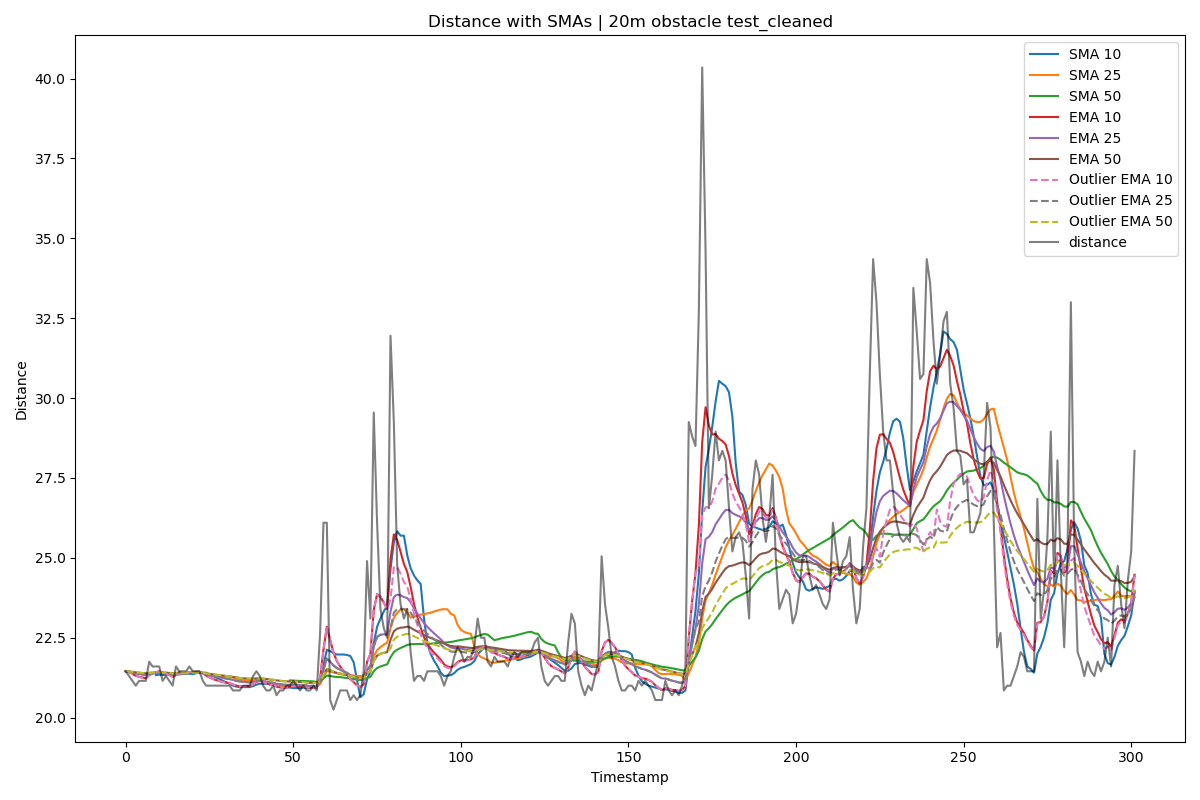 Distance with SMAs | 20m obstacle test_cleaned
SMA 10
SMA 25
SMA 50
EMA 10
EMA 25
EMA 50
Outlier EMA 10
Outlier EMA 25
Outlier EMA 50
distance
40.0
37.5
35.0
32.5
30.0
27.5
25.0
22.5
20.0
Distance
0 50 100 150 200 250 300
Timestamp